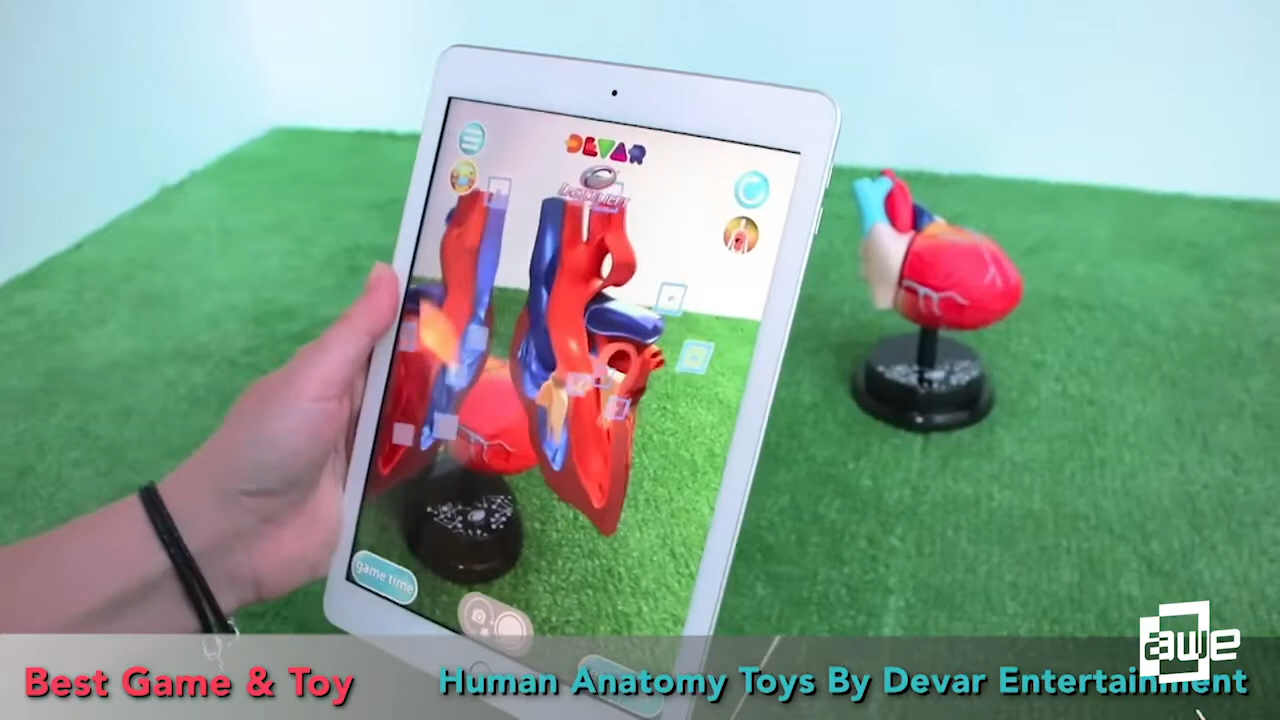 DEVAR
game time
Best Game & Toy
Human Anatomy Toys By Devar Entertainment
awe